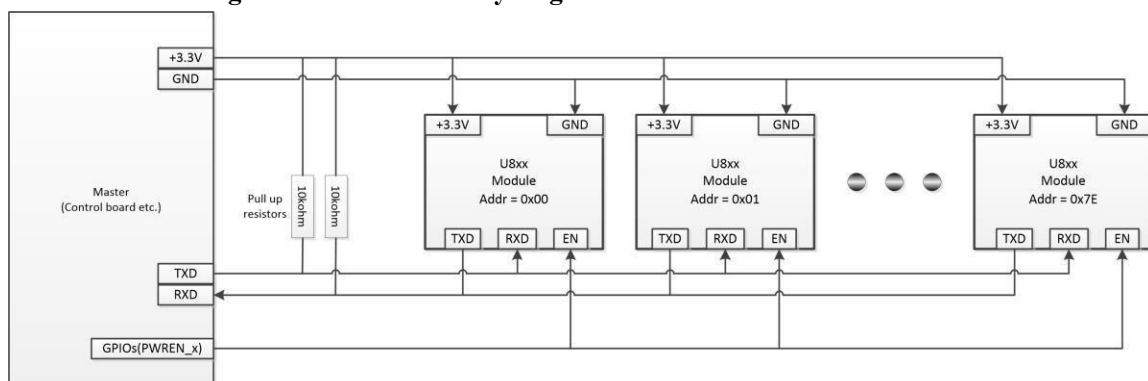 +3.3V
GND
Master
(Control board etc.)
Pull up
resistors
10kohm
10kohm
TXD
RXD
GPIOs(PWREN_x)
+3.3V
GND
U8xx
Module
Addr = 0x00
TXD
RXD
EN
+3.3V
GND
U8xx
Module
Addr = 0x01
TXD
RXD
EN
+3.3V
GND
U8xx
Module
Addr = 0x7E
TXD
RXD
EN